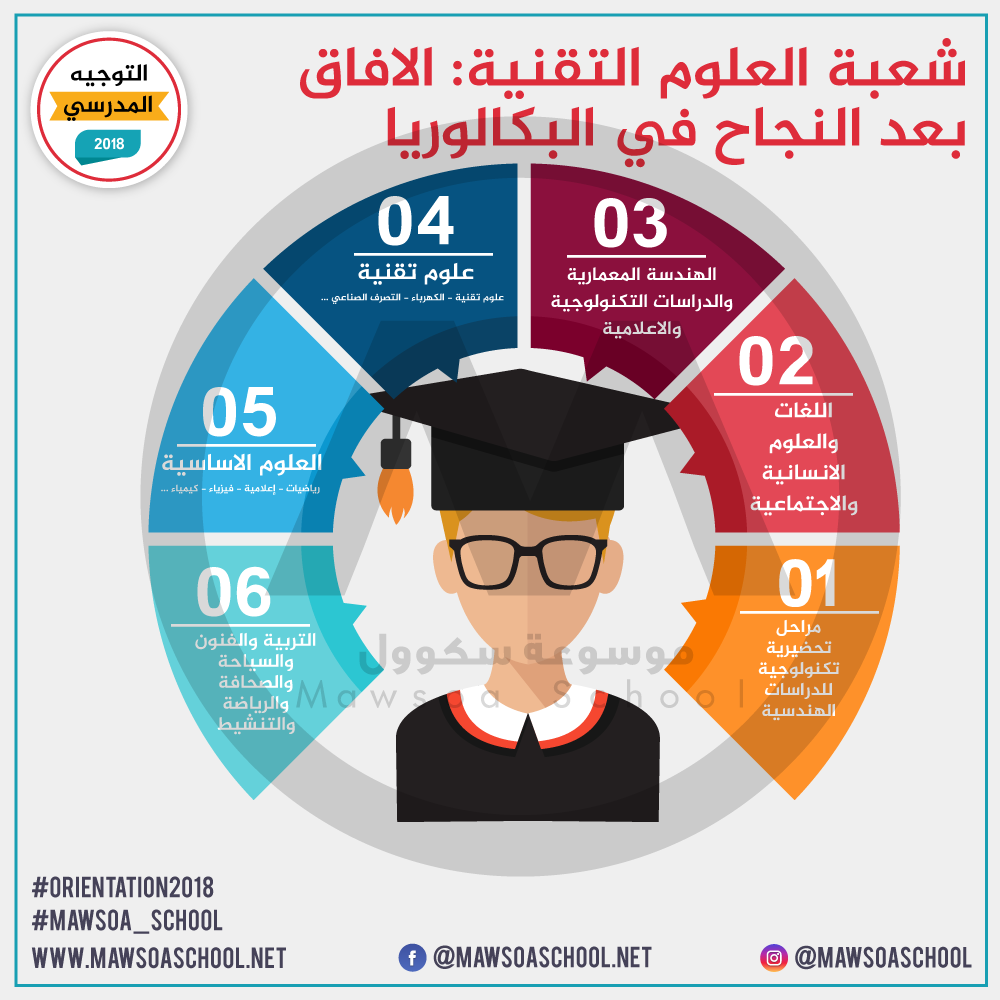 شعبة العلوم التقنية: الافاق
بعد النجاح في البكالوريا
التوجيه
المدرسي
2018
01
مراحل
تحضيرية
تكنولوجية
للدراسات
الهندسية
02
اللغات
والعلوم
الانسانية
والاجتماعية
03
الهندسة المعمارية
والدراسات التكنولوجية
والاعلامية
04
علوم تقنية
علوم تقنية - الكهرباء - التصرف الصناعي ...
05
العلوم الاساسية
رياضيات - إعلامية - فيزياء - كيمياء ...
06
التربية والفنون
والسياحة
والصحافة
والرياضة
والتنشيط
موسوعة سكوول
Mawsoa School
#ORIENTATION2018
#MAWSOA_SCHOOL
WWW.MAWSOASCHOOL.NET
@MAWSOASCHOOL.NET
@MAWSOASCHOOL